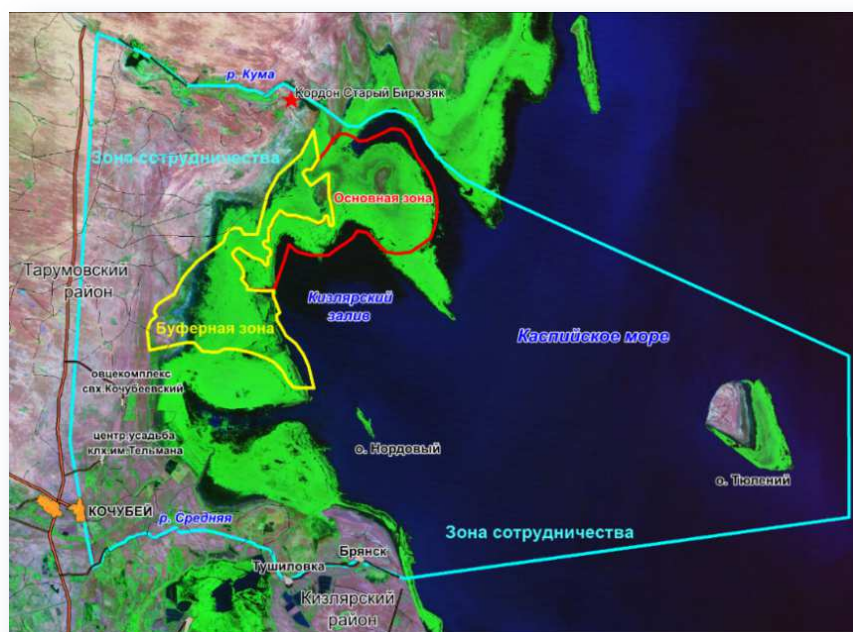 р. Кума
Кордон Старый Бирюзяк
Зона сотрудничества
Основная зона
Тарумовский
район
Кизлярский
залив
Буферная зона
Каспийское море
овцекомплекс
свх.Кочубеевский
центр.усадьба
клх.им.Тельмана
о. Нордовый
о. Тюлений
КОЧУБЕЙ
р. Средняя
Зона сотрудничества
Брянск
Тушиловка
Кизлярский
район